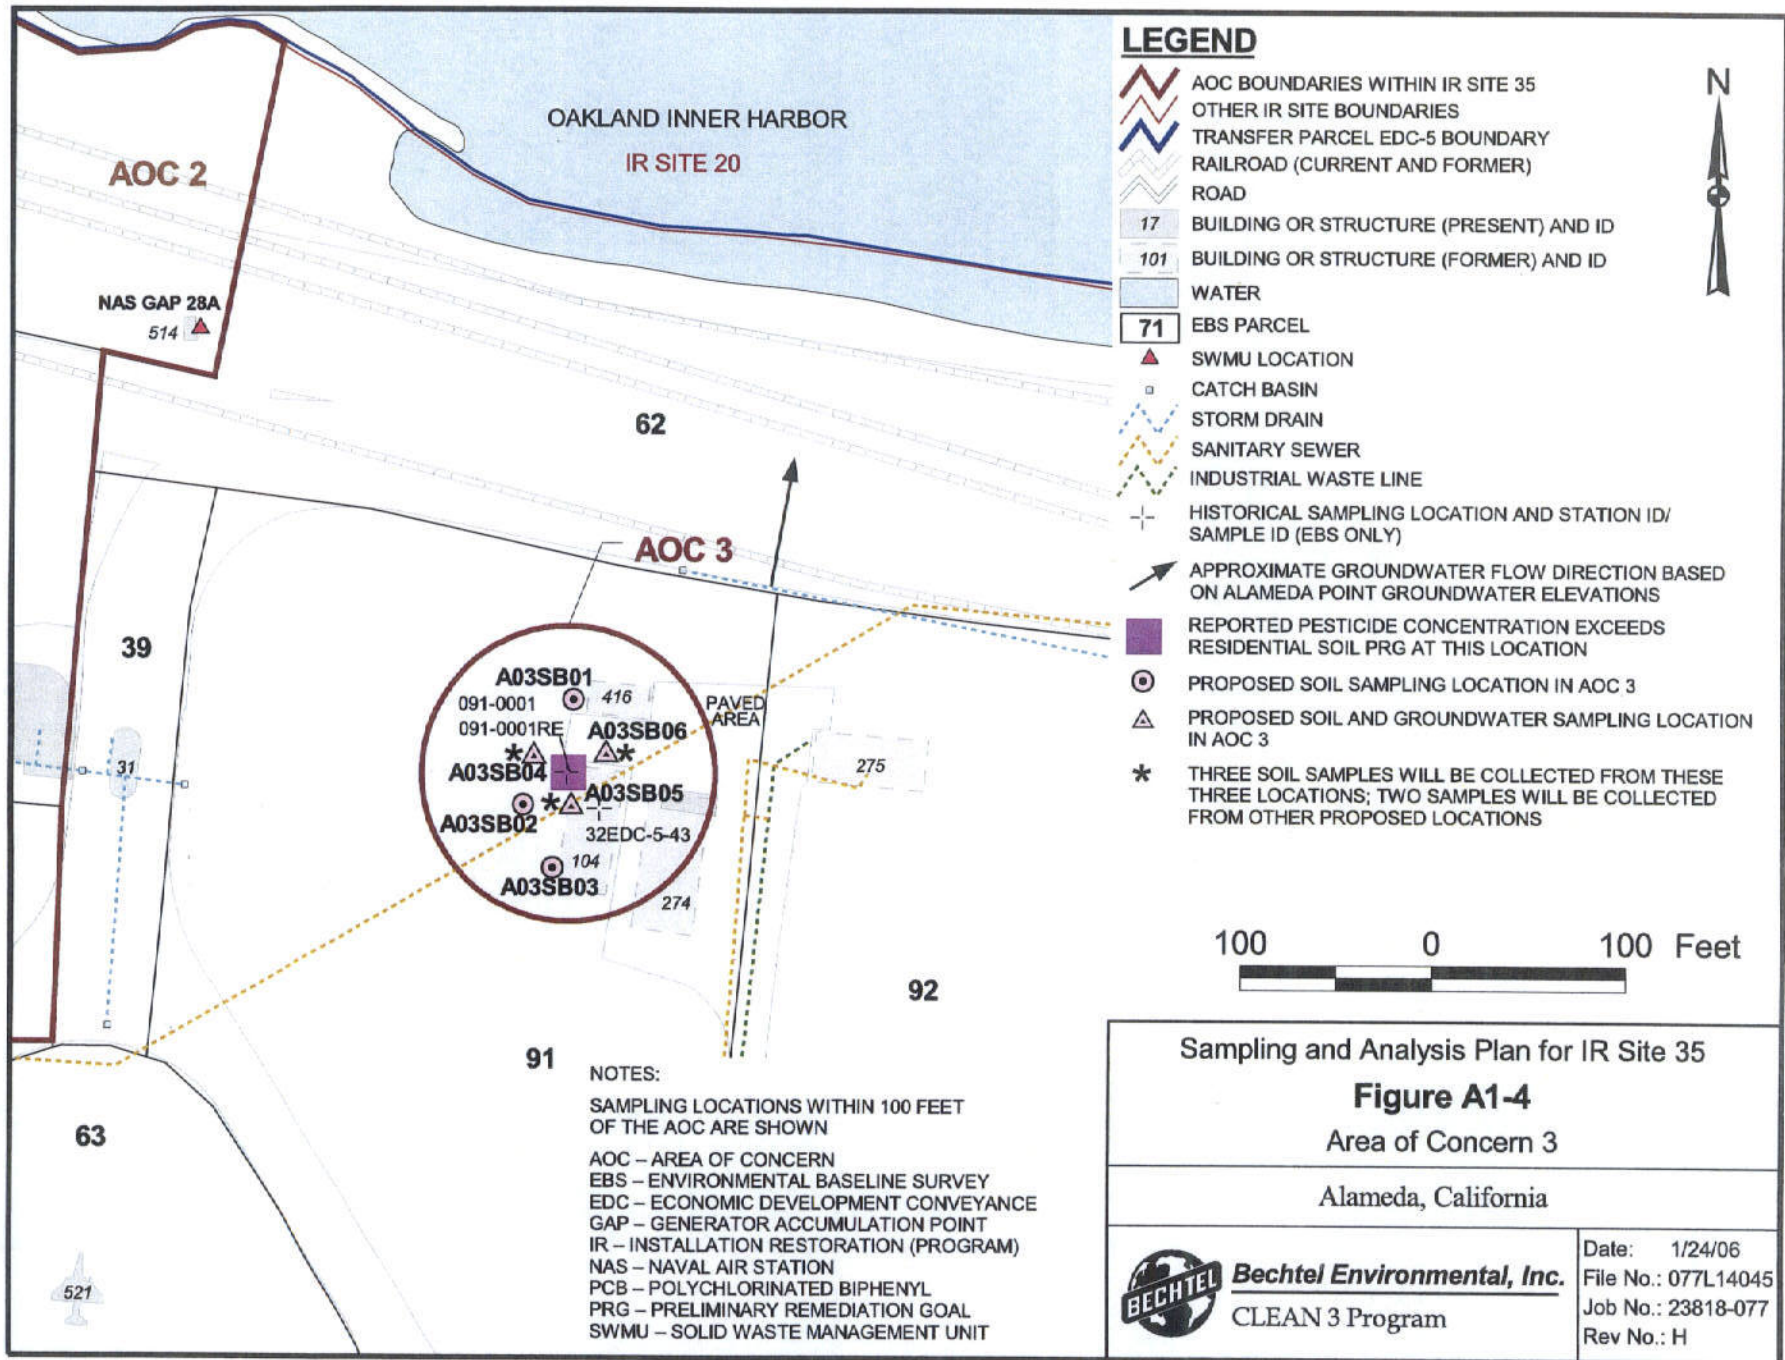 OAKLAND INNER HARBOR
IR SITE 20
AOC 2
NAS GAP 28A
514
62
AOC 3
39
A03SB01
091-0001
416
PAVED
AREA
091-0001RE
A03SB06
*
*
A03SB04
31
275
*
A03SB05
A03SB02
32EDC-5-43
104
A03SB03
274
92
91
63
521
NOTES:
SAMPLING LOCATIONS WITHIN 100 FEET
OF THE AOC ARE SHOWN
AOC – AREA OF CONCERN
EBS – ENVIRONMENTAL BASELINE SURVEY
EDC – ECONOMIC DEVELOPMENT CONVEYANCE
GAP – GENERATOR ACCUMULATION POINT
IR – INSTALLATION RESTORATION (PROGRAM)
NAS – NAVAL AIR STATION
PCB – POLYCHLORINATED BIPHENYL
PRG – PRELIMINARY REMEDIATION GOAL
SWMU – SOLID WASTE MANAGEMENT UNIT
LEGEND
N
AOC BOUNDARIES WITHIN IR SITE 35
OTHER IR SITE BOUNDARIES
TRANSFER PARCEL EDC-5 BOUNDARY
RAILROAD (CURRENT AND FORMER)
ROAD
17 BUILDING OR STRUCTURE (PRESENT) AND ID
101 BUILDING OR STRUCTURE (FORMER) AND ID
WATER
71 EBS PARCEL
SWMU LOCATION
CATCH BASIN
STORM DRAIN
SANITARY SEWER
INDUSTRIAL WASTE LINE
HISTORICAL SAMPLING LOCATION AND STATION ID/
SAMPLE ID (EBS ONLY)
APPROXIMATE GROUNDWATER FLOW DIRECTION BASED
ON ALAMEDA POINT GROUNDWATER ELEVATIONS
REPORTED PESTICIDE CONCENTRATION EXCEEDS
RESIDENTIAL SOIL PRG AT THIS LOCATION
PROPOSED SOIL SAMPLING LOCATION IN AOC 3
PROPOSED SOIL AND GROUNDWATER SAMPLING LOCATION
IN AOC 3
* THREE SOIL SAMPLES WILL BE COLLECTED FROM THESE
THREE LOCATIONS; TWO SAMPLES WILL BE COLLECTED
FROM OTHER PROPOSED LOCATIONS
100 0 100 Feet
Sampling and Analysis Plan for IR Site 35
Figure A1-4
Area of Concern 3
Alameda, California
BECHTEL
Bechtel Environmental, Inc.
CLEAN 3 Program
Date: 1/24/06
File No.: 077L14045
Job No.: 23818-077
Rev No.: H